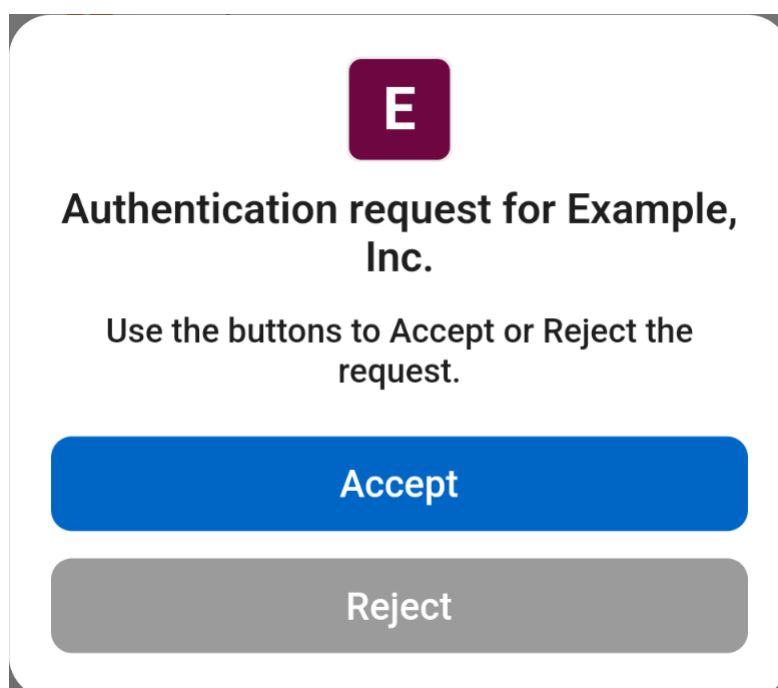 E
Authentication request for Example,
Inc.
Use the buttons to Accept or Reject the
request.
Accept
Reject